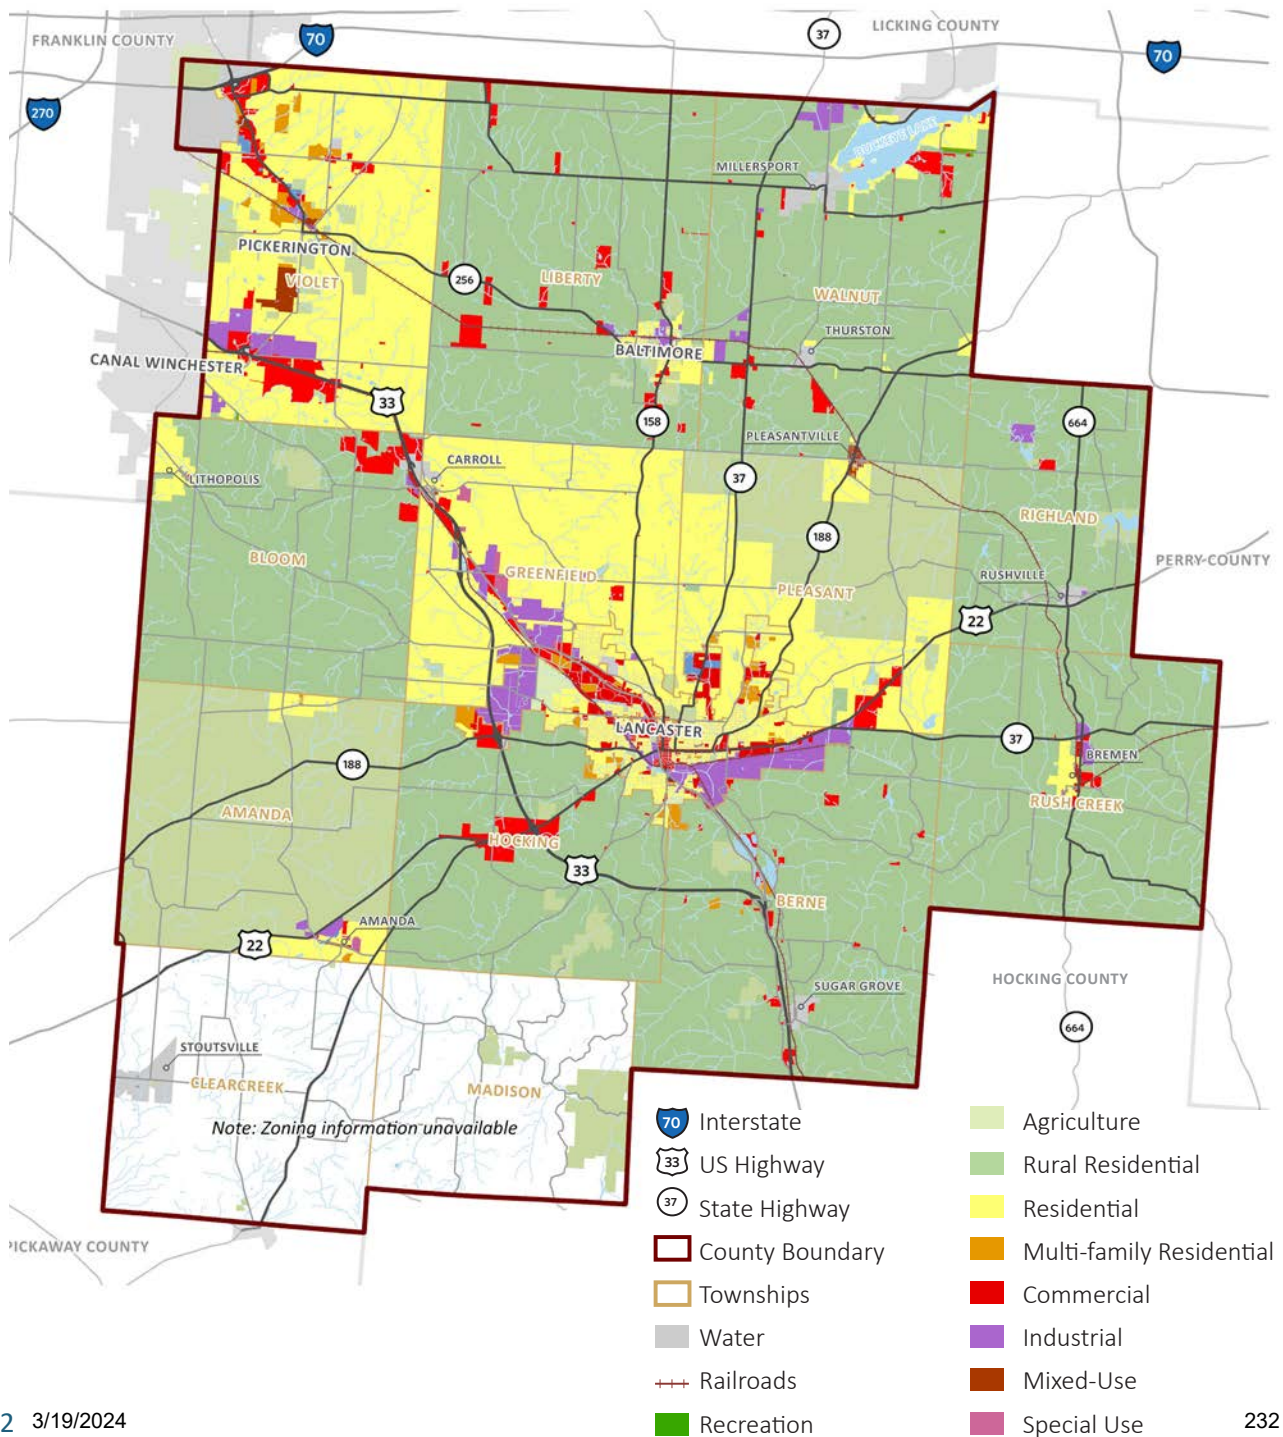 FRANKLIN COUNTY
70
37
LICKING COUNTY
70
270
BUCKEYE LAKE
MILLERSPORT
PICKERINGTON
VIOLET
256
LIBERTY
WALNUT
THURSTON
BALTIMORE
CANAL WINCHESTER
33
158
664
PLEASANTVILLE
CARROLL
LITHOPOLIS
37
RICHLAND
188
BLOOM
GREENFIELD
PERRY COUNTY
RUSHVILLE
PLEASANT
22
LANCASTER
37
BREMEN
188
RUSH CREEK
AMANDA
HOCKING
33
BERNE
AMANDA
22
HOCKING COUNTY
SUGAR GROVE
664
STOUTSVILLE
CLEARCREEK
MADISON
Note: Zoning information unavailable
PICKAWAY COUNTY
70 Interstate
33 US Highway
37 State Highway
County Boundary
Townships
Water
Railroads
Recreation
Agriculture
Rural Residential
Residential
Multi-family Residential
Commercial
Industrial
Mixed-Use
Special Use
2 3/19/2024
232